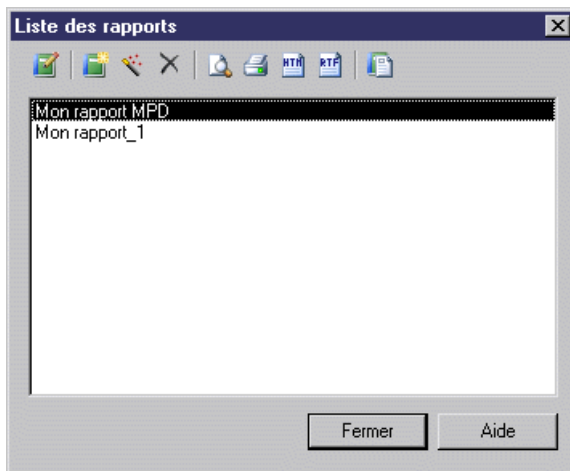 Liste des rapports
HTM RTF
Mon rapport MPD
Mon rapport_1
Fermer Aide